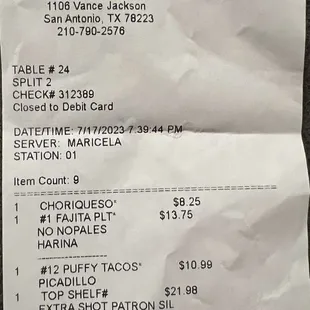 1106 Vance Jackson
San Antonio, TX 78223
210-790-2576
TABLE # 24
SPLIT 2
CHECK# 312389
Closed to Debit Card
DATE/TIME: 7/17/2023 7:39:44 PM
SERVER: MARICELA
STATION: 01
Item Count: 9
1 CHORIQUESO* $8.25
1 #1 FAJITA PLT* $13.75
NO NOPALES
HARINA
--------------------
1 #12 PUFFY TACOS* $10.99
PICADILLO
1 TOP SHELF# $21.98
EXTRA SHOT PATRON SIL